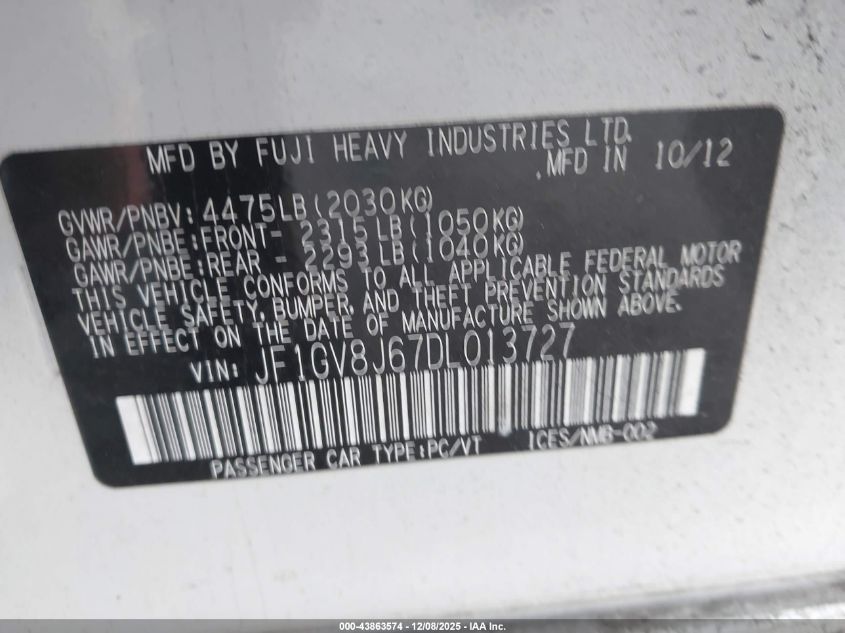 MFD BY FUJI HEAVY INDUSTRIES LTD.
MFD IN 10/12
GVWR/PNBV: 4475LB (2030KG)
GAWR/PNBE: FRONT- 2315LB (1050KG)
GAWR/PNBE: REAR - 2293LB (1040KG)
THIS VEHICLE CONFORMS TO ALL APPLICABLE FEDERAL MOTOR
VEHICLE SAFETY, BUMPER, AND THEFT PREVENTION STANDARDS
IN EFFECT ON THE DATE OF MANUFACTURE SHOWN ABOVE.
VIN: JF1GV8J67DL013727
PASSENGER CAR TYPE: PC/VT ICES/NMB-002
000-43863574 - 12/08/2025 - IAA Inc.